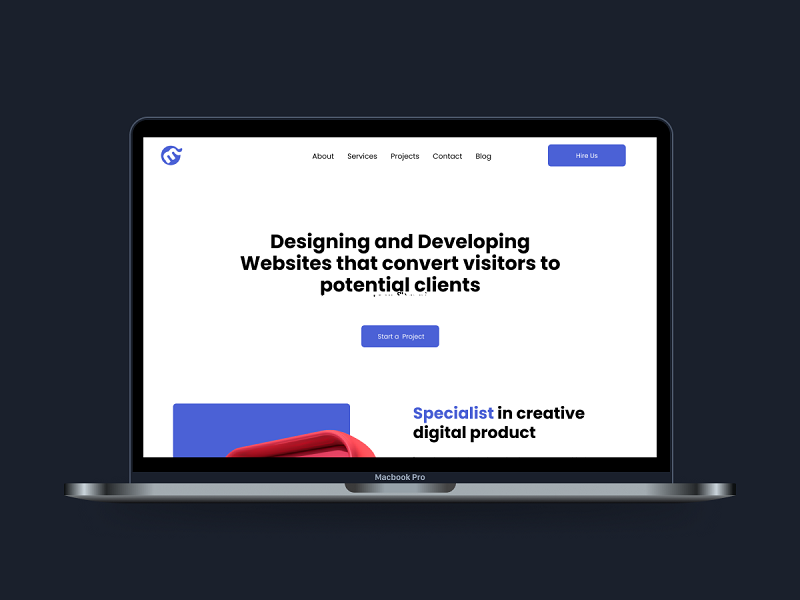 About Services Projects Contact Blog
Hire Us
Designing and Developing
Websites that convert visitors to
potential clients
Start a Project
Specialist in creative
digital product
Macbook Pro